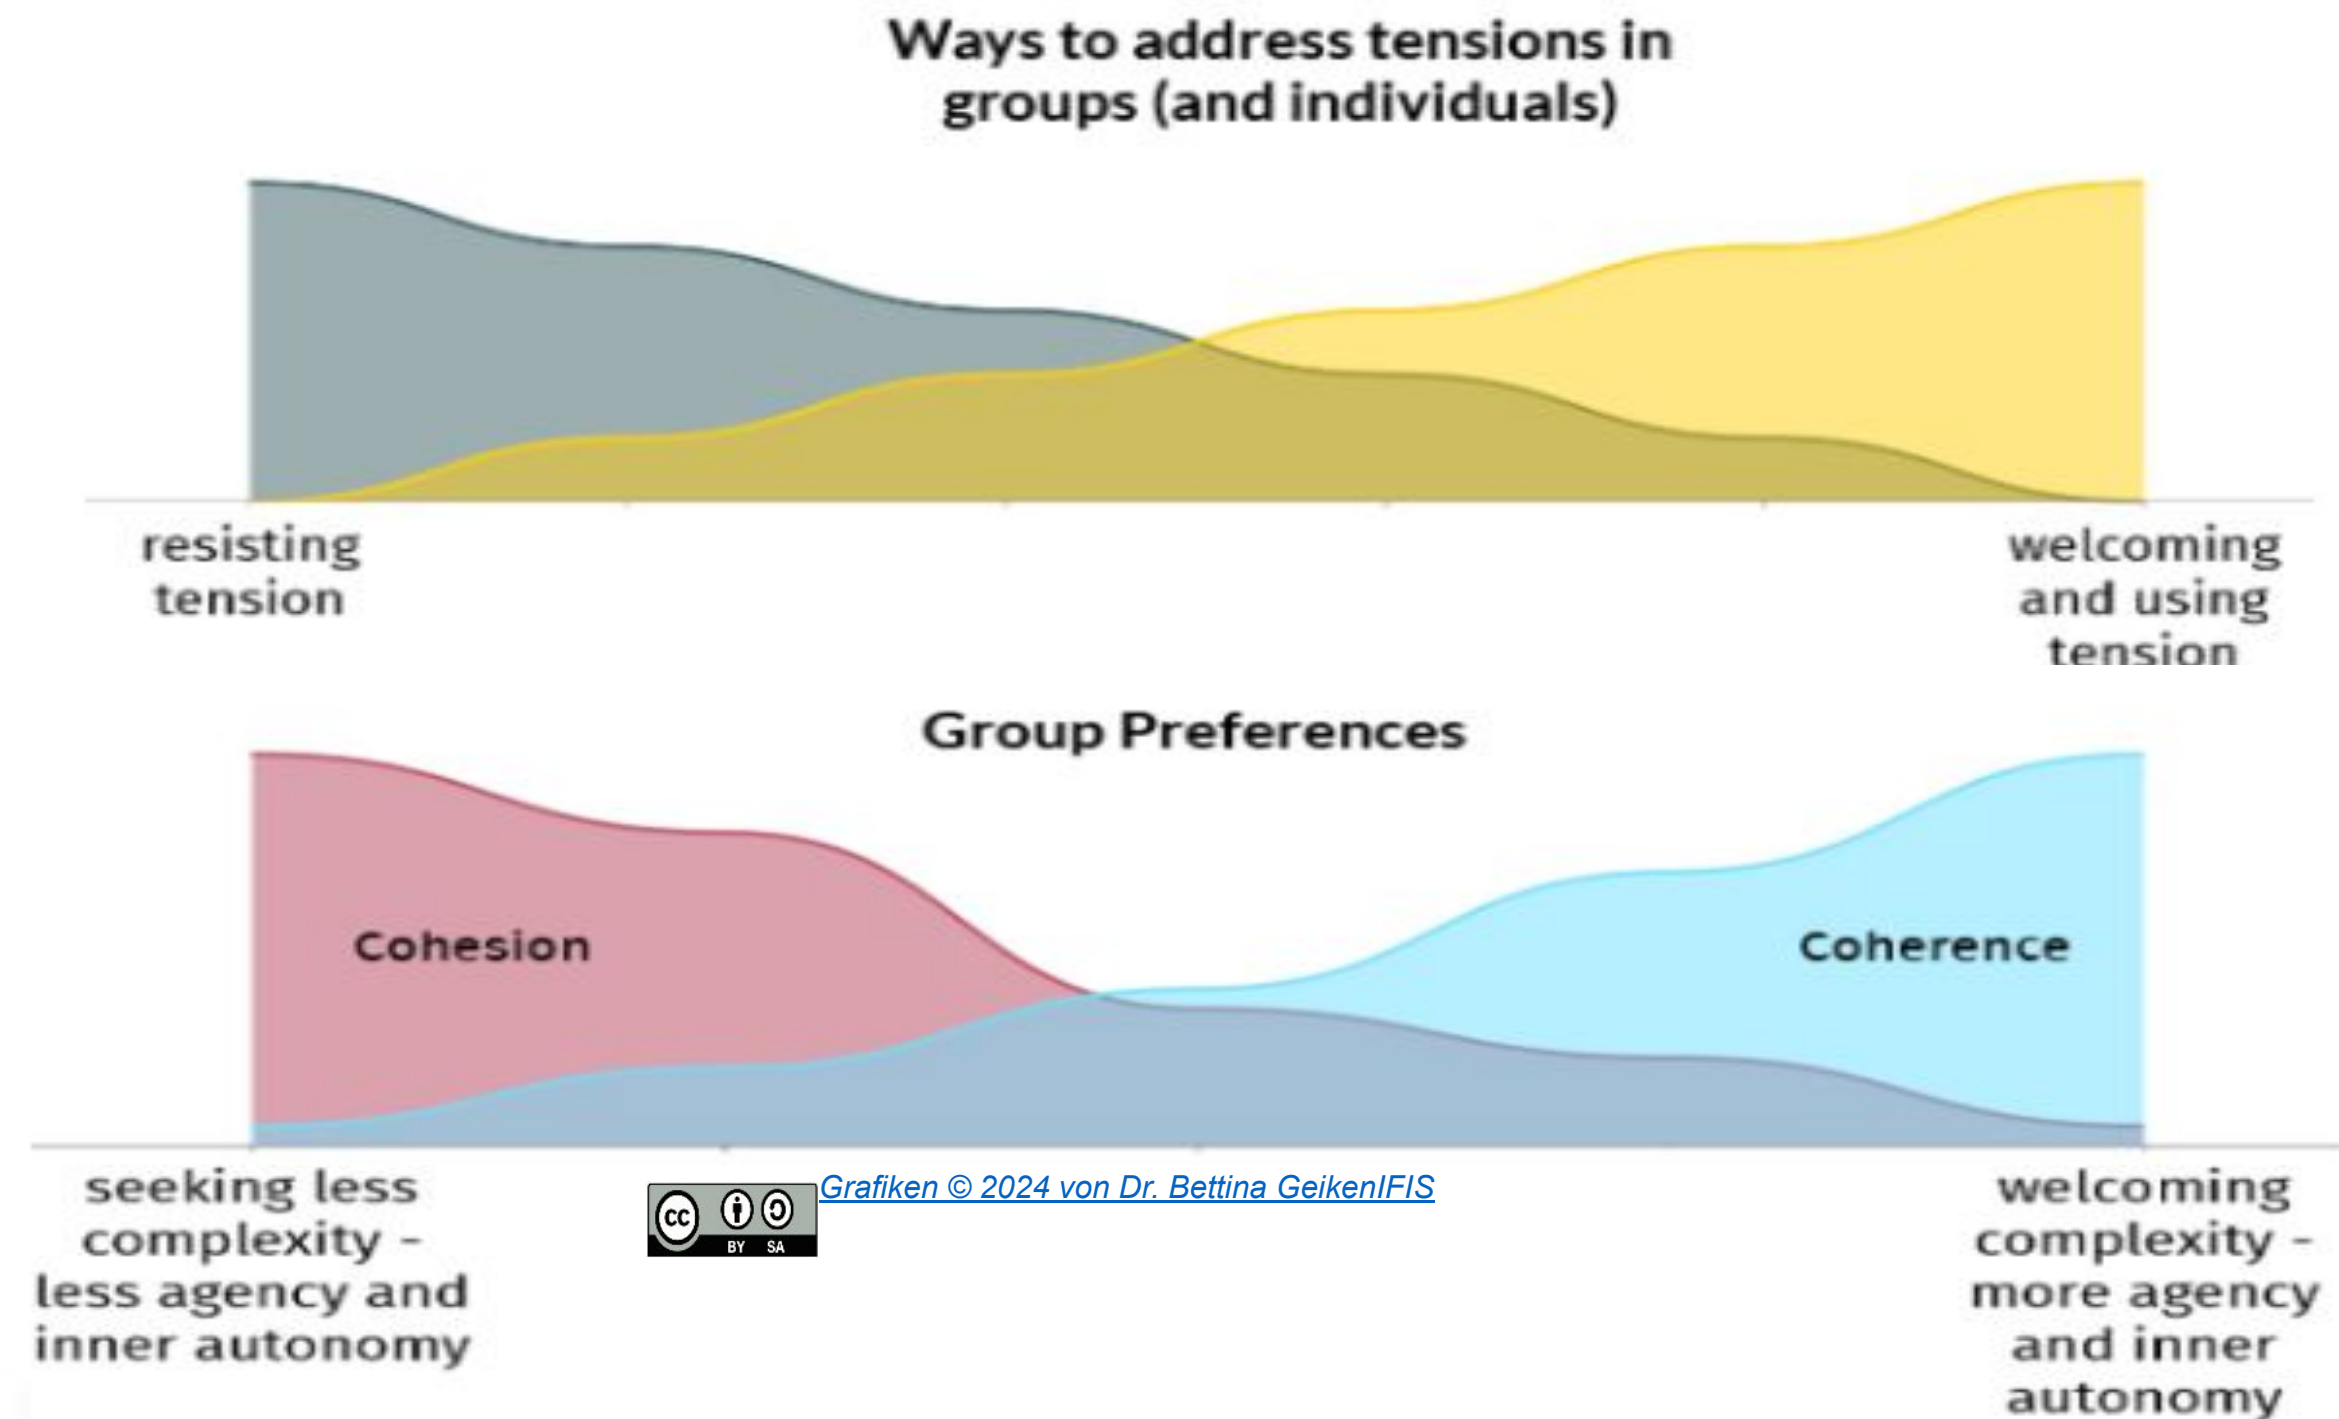 Ways to address tensions in
groups (and individuals)
resisting
tension
welcoming
and using
tension
Group Preferences
Cohesion
Coherence
seeking less
complexity -
less agency and
inner autonomy
cc
BY SA
Grafiken © 2024 von Dr. Bettina GeikenIFIS
welcoming
complexity -
more agency
and inner
autonomy